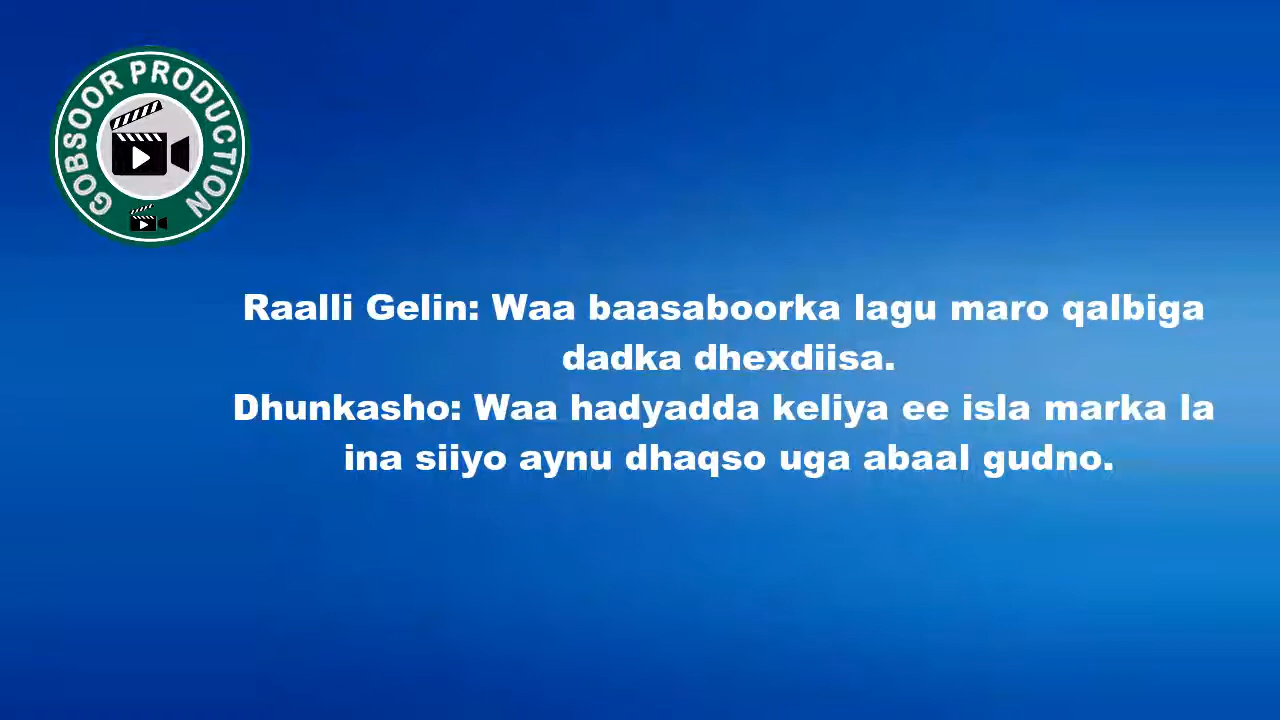 GOBSOOR PRODUCTION
Raalli Gelin: Waa baasaboorka lagu maro qalbiga
dadka dhexdiisa.
Dhunkasho: Waa hadyadda keliya ee isla marka la
ina siiyo aynu dhaqso uga abaal gudno.